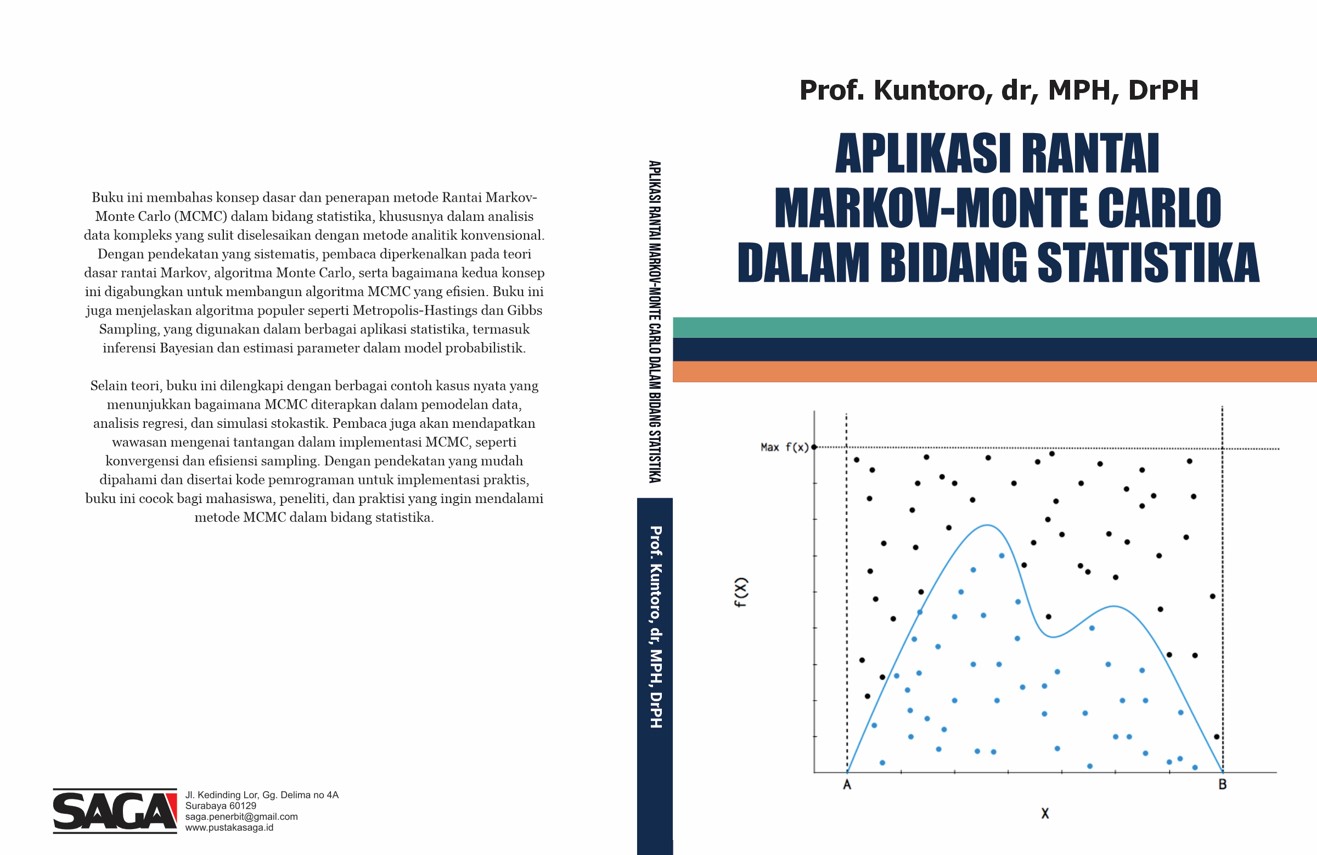 Buku ini membahas konsep dasar dan penerapan metode Rantai Markov-
Monte Carlo (MCMC) dalam bidang statistika, khususnya dalam analisis
data kompleks yang sulit diselesaikan dengan metode analitik konvensional.
Dengan pendekatan yang sistematis, pembaca diperkenalkan pada teori
dasar rantai Markov, algoritma Monte Carlo, serta bagaimana kedua konsep
ini digabungkan untuk membangun algoritma MCMC yang efisien. Buku ini
juga menjelaskan algoritma populer seperti Metropolis-Hastings dan Gibbs
Sampling, yang digunakan dalam berbagai aplikasi statistika, termasuk
inferensi Bayesian dan estimasi parameter dalam model probabilistik.
Selain teori, buku ini dilengkapi dengan berbagai contoh kasus nyata yang
menunjukkan bagaimana MCMC diterapkan dalam pemodelan data,
analisis regresi, dan simulasi stokastik. Pembaca juga akan mendapatkan
wawasan mengenai tantangan dalam implementasi MCMC, seperti
konvergensi dan efisiensi sampling. Dengan pendekatan yang mudah
dipahami dan disertai kode pemrograman untuk implementasi praktis,
buku ini cocok bagi mahasiswa, peneliti, dan praktisi yang ingin mendalami
metode MCMC dalam bidang statistika.
SAGA
Jl. Kedinding Lor, Gg. Delima no 4A
Surabaya 60129
saga.penerbit@gmail.com
www.pustakasaga.id
APLIKASI RANTAI MARKOV-MONTE CARLO DALAM BIDANG STATISTIKA
Prof. Kuntoro, dr, MPH, DrPH
Prof. Kuntoro, dr, MPH, DrPH
APLIKASI RANTAI
MARKOV-MONTE CARLO
DALAM BIDANG STATISTIKA
Max f(x)
f(X)
A
B
X